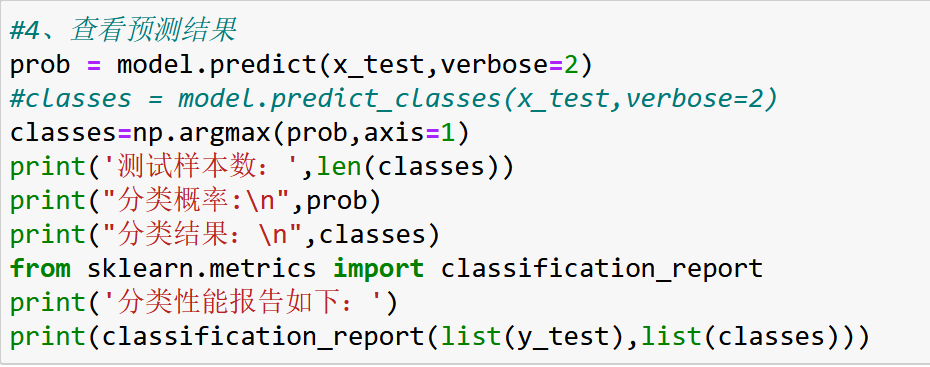 #4、查看预测结果
prob = model.predict(x_test,verbose=2)
#classes = model.predict_classes(x_test,verbose=2)
classes=np.argmax(prob,axis=1)
print('测试样本数：',len(classes))
print("分类概率:\n",prob)
print("分类结果：\n",classes)
from sklearn.metrics import classification_report
print('分类性能报告如下：')
print(classification_report(list(y_test),list(classes)))